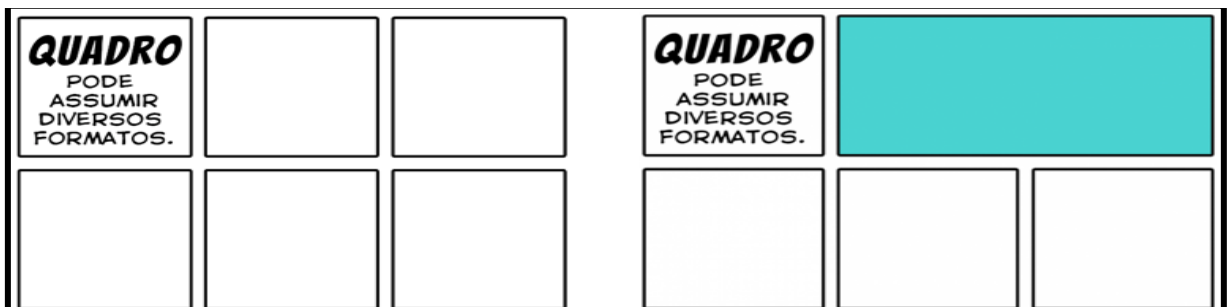 QUADRO
PODE
ASSUMIR
DIVERSOS
FORMATOS.
QUADRO
PODE
ASSUMIR
DIVERSOS
FORMATOS.